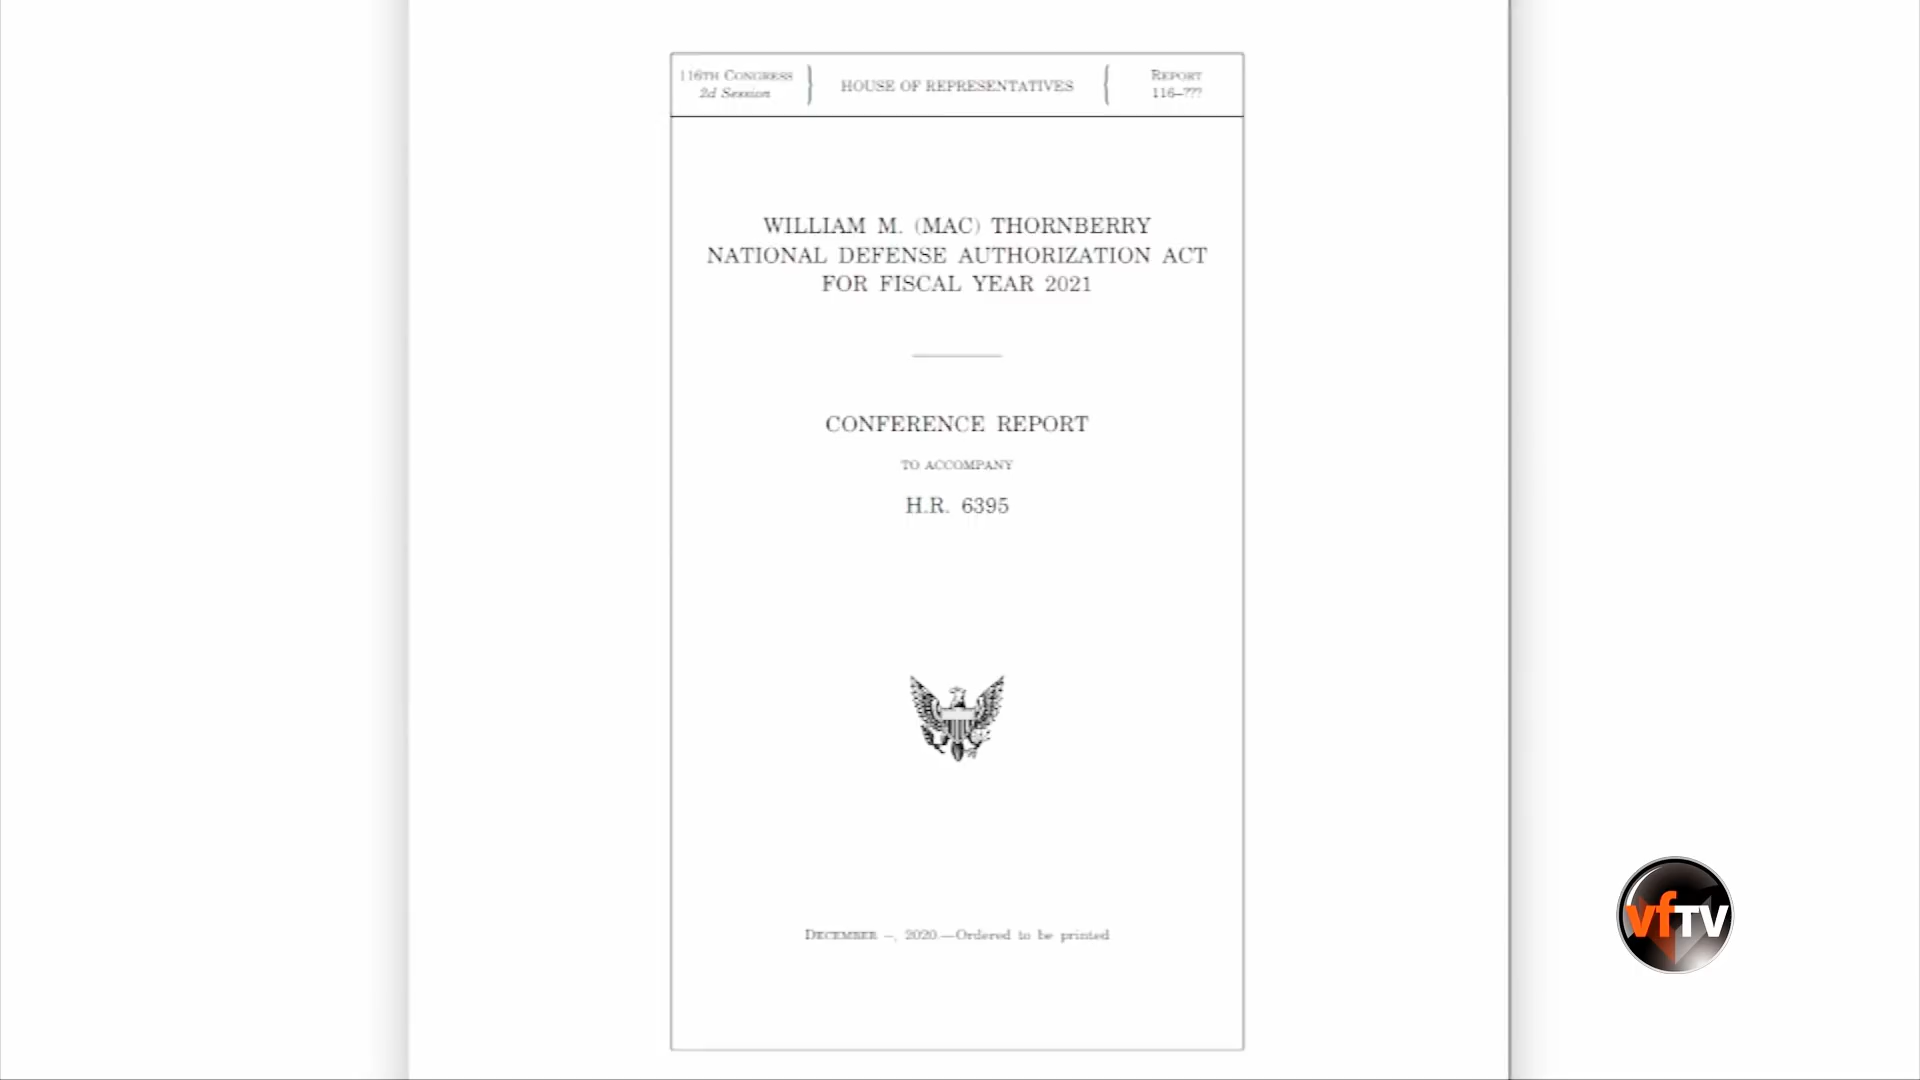 116TH CONGRESS
2d Session
HOUSE OF REPRESENTATIVES
REPORT
116–???
WILLIAM M. (MAC) THORNBERRY
NATIONAL DEFENSE AUTHORIZATION ACT
FOR FISCAL YEAR 2021
CONFERENCE REPORT
TO ACCOMPANY
H.R. 6395
DECEMBER –, 2020.—Ordered to be printed
vfTV